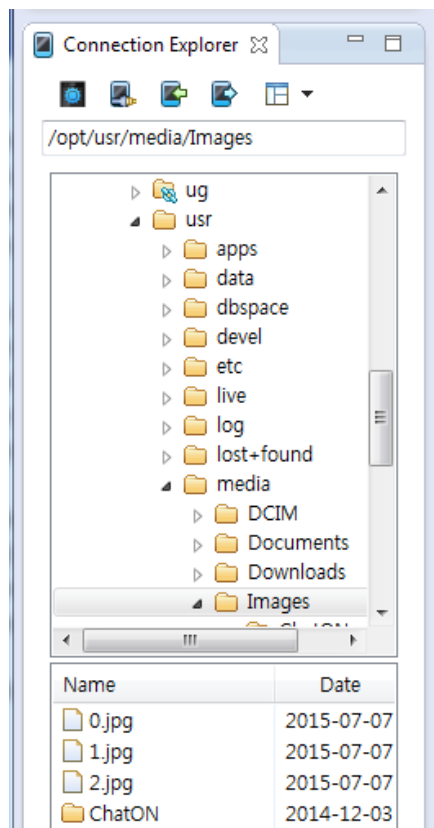 Connection Explorer
/opt/usr/media/Images
ug
usr
apps
data
dbspace
devel
etc
live
log
lost+found
media
DCIM
Documents
Downloads
Images
ChatON
Name Date
0.jpg 2015-07-07
1.jpg 2015-07-07
2.jpg 2015-07-07
ChatON 2014-12-03